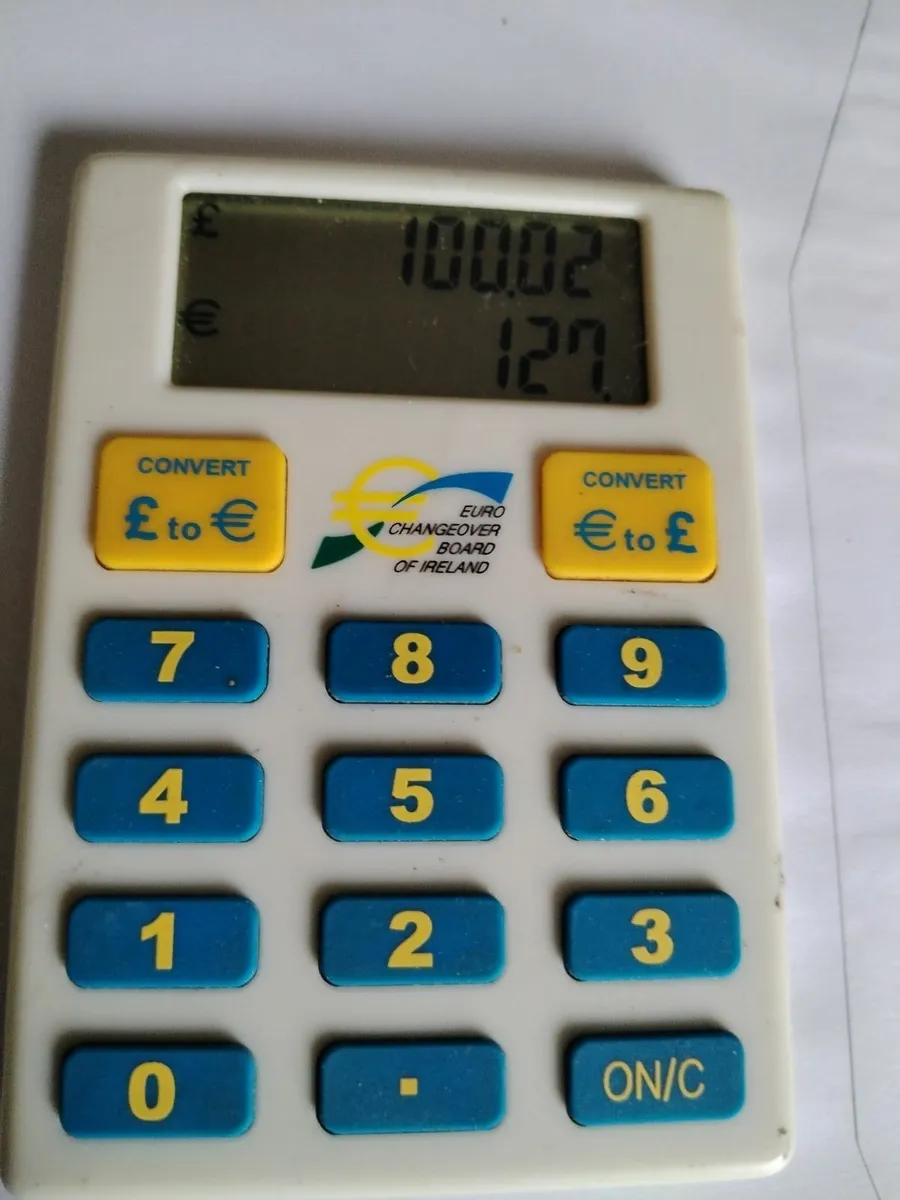 £ 100.02
€ 127.
CONVERT
£ to €
€
EURO
CHANGEOVER
BOARD
OF IRELAND
CONVERT
€ to £
7 8 9
4 5 6
1 2 3
0 . ON/C